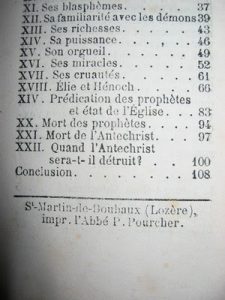 XI. Ses blasphèmes. 37
XII. Sa familiarité avec les démons 39
XIII. Ses richesses. 43
XIV. Sa puissance. 46
XV. Son orgueil 49
XVI. Ses miracles. 52
XVII. Ses cruautés. 61
XVIII. Elie et Hénoch. 66
XIV. Prédication des prophètes
et état de l'Église. 83
XX. Mort des prophètes. 94
XXI. Mort de l'Antechrist. 97
XXII. Quand l'Antechrist
sera-t-il détruit? 100
Conclusion. 108
St-Martin-de-Boubaux (Lozère),
impr. l'Abbé P. Pourcher.